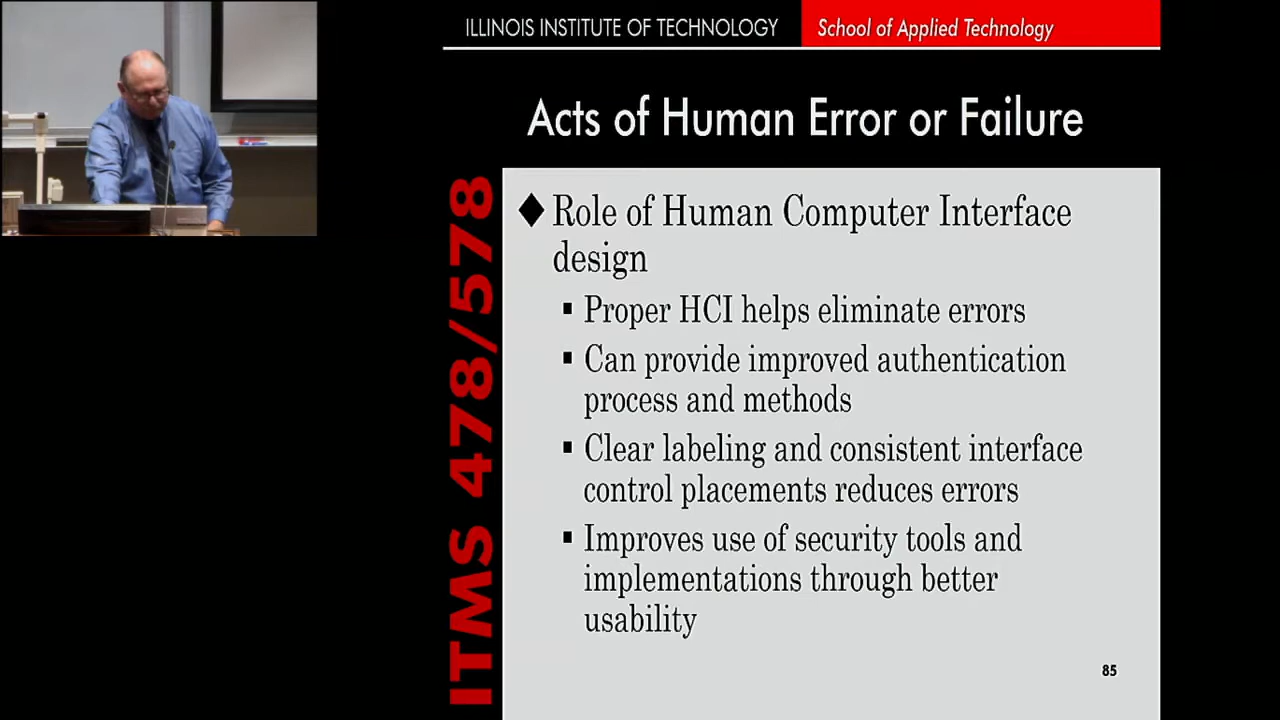 ILLINOIS INSTITUTE OF TECHNOLOGY School of Applied Technology
Acts of Human Error or Failure
ITMS 478/578
Role of Human Computer Interface
design
Proper HCI helps eliminate errors
Can provide improved authentication
process and methods
Clear labeling and consistent interface
control placements reduces errors
Improves use of security tools and
implementations through better
usability
85